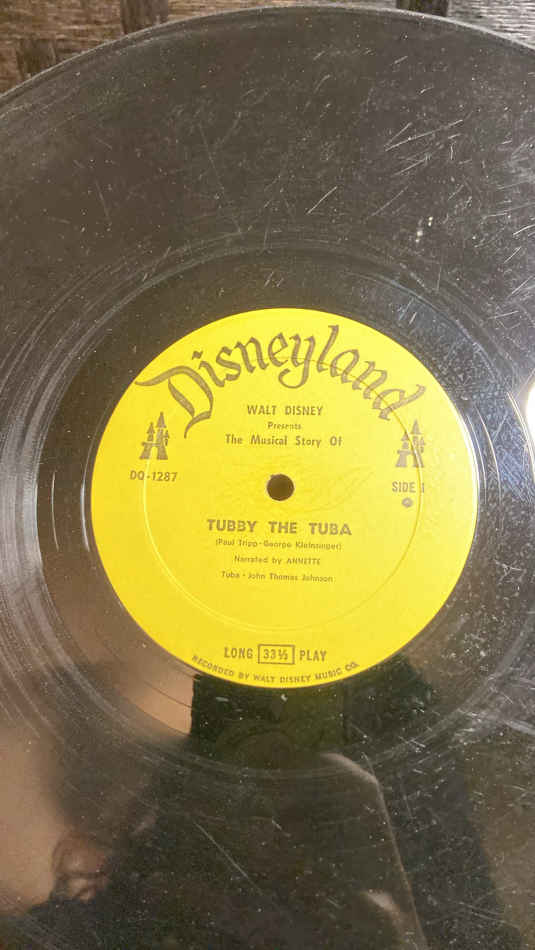 Disneyland
WALT DISNEY
Presents
The Musical Story Of
DQ-1287
SIDE 1
TUBBY THE TUBA
(Paul Tripp-George Kleinsinger)
Narrated by ANNETTE
Tuba - John Thomas Johnson
LONG 33⅓ PLAY
RECORDED BY WALT DISNEY MUSIC CO.